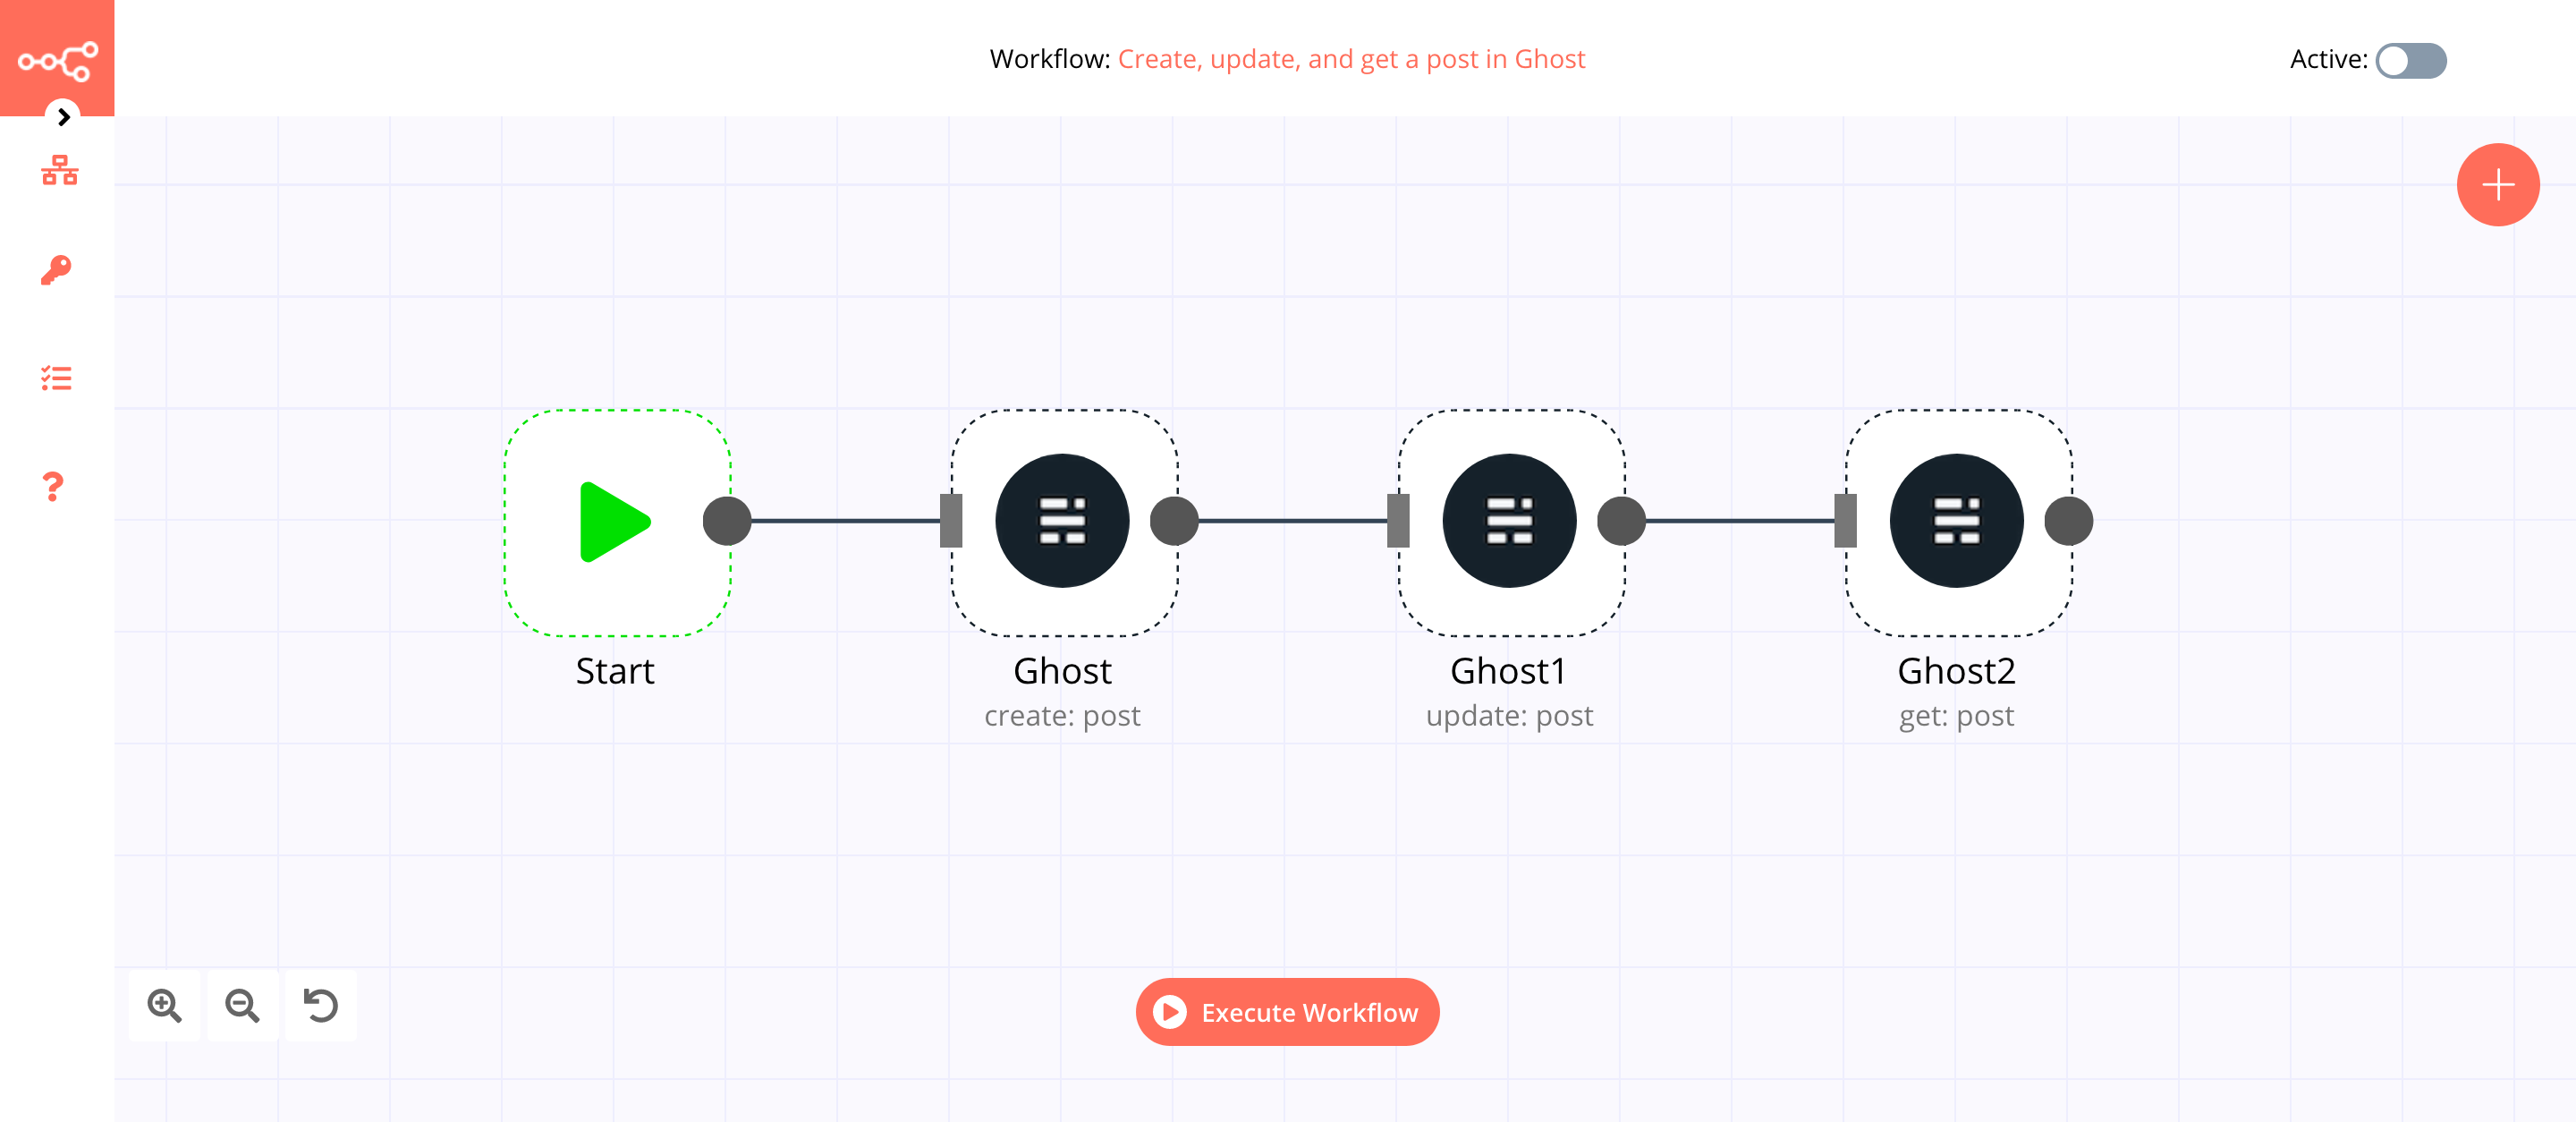 Workflow: Create, update, and get a post in Ghost
Active:
Start
Ghost
create: post
Ghost1
update: post
Ghost2
get: post
Execute Workflow